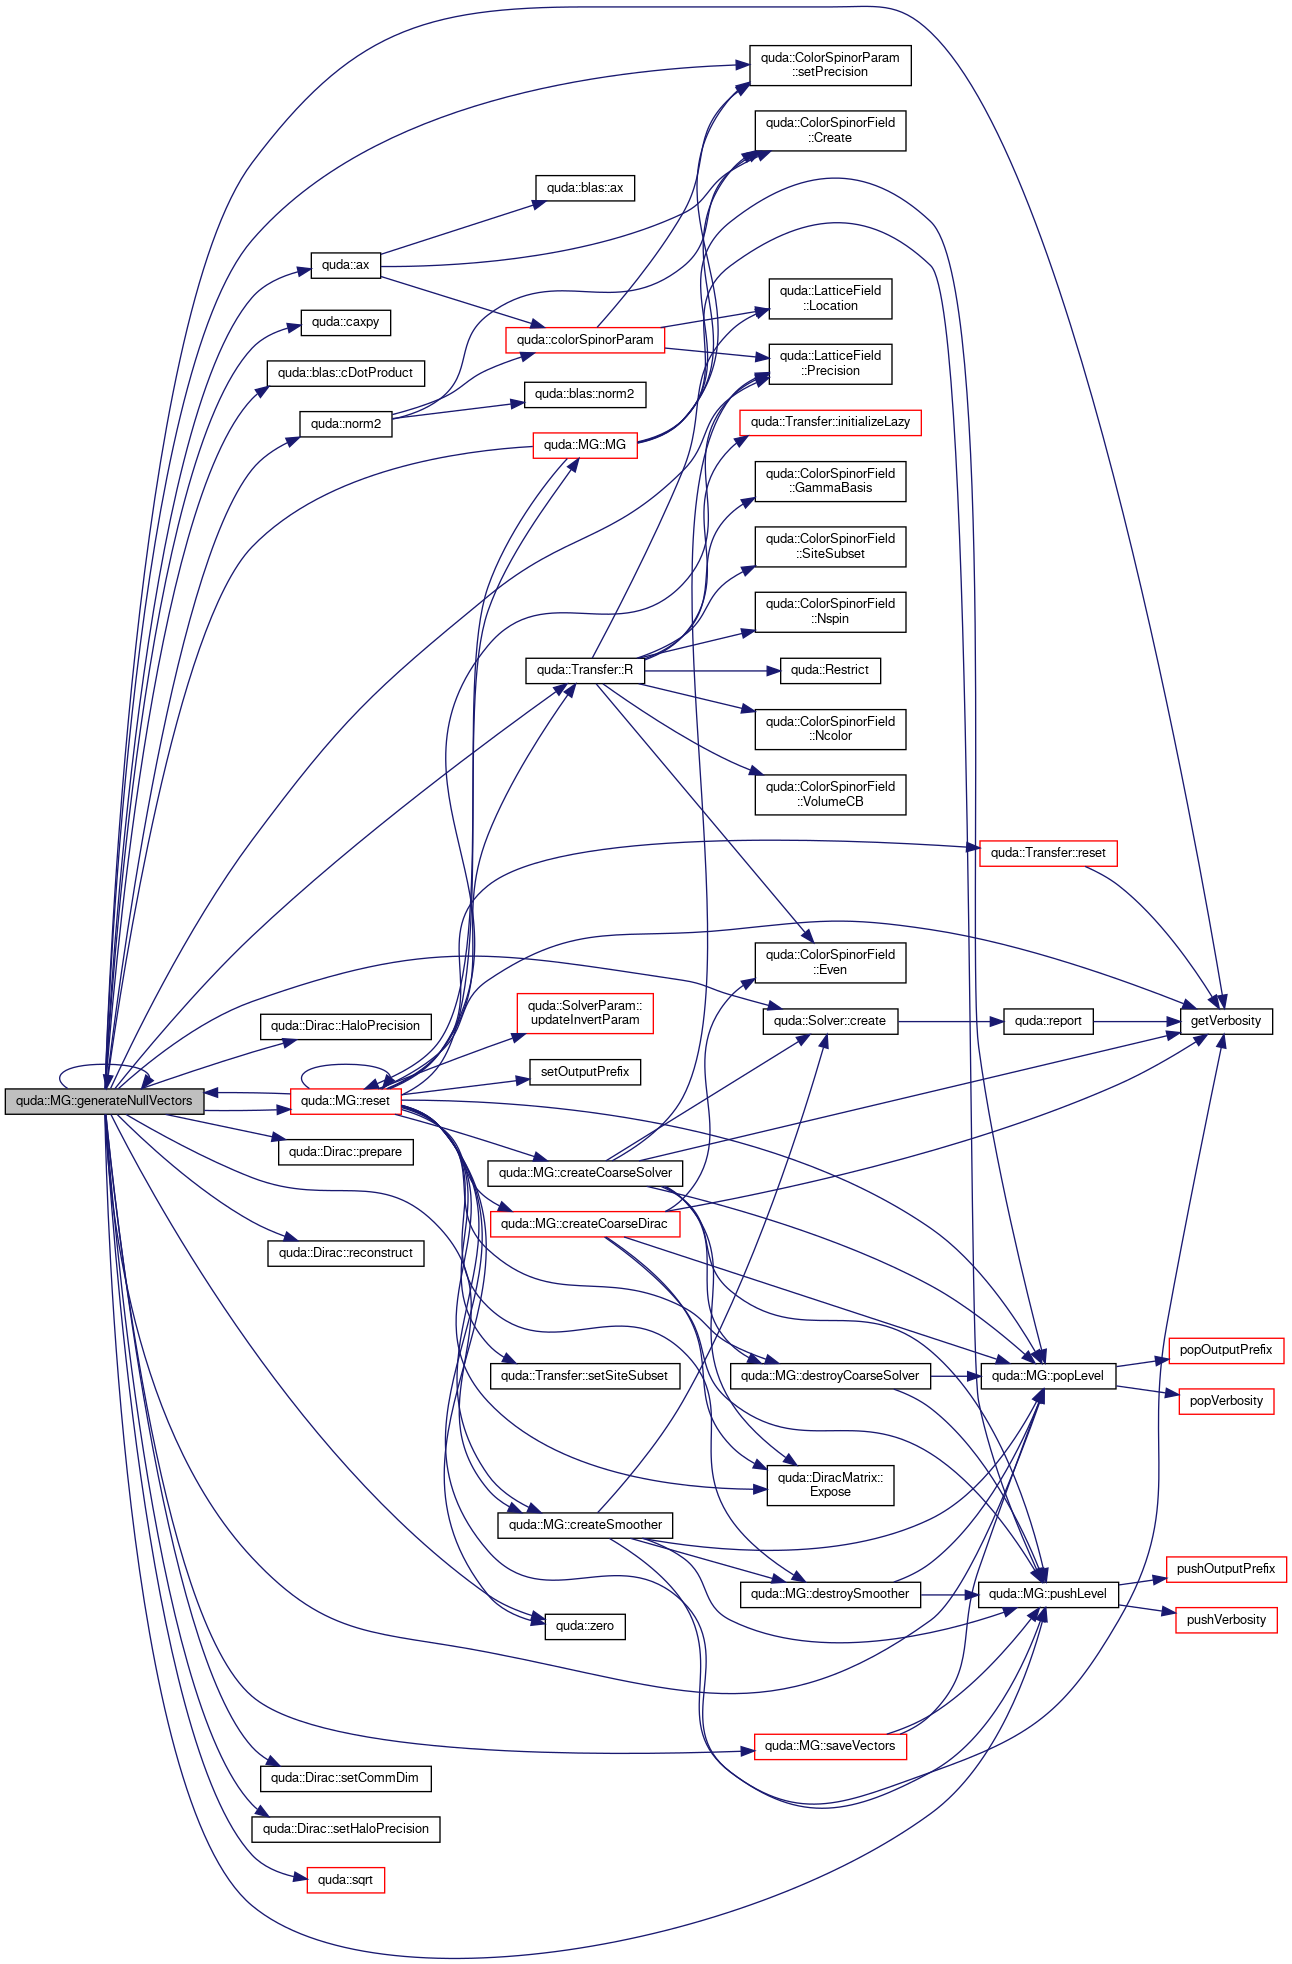 quda::ColorSpinorParam
::setPrecision
quda::ColorSpinorField
::Create
quda::blas::ax
quda::ax
quda::LatticeField
::Location
quda::caxpy
quda::colorSpinorParam
quda::LatticeField
::Precision
quda::blas::cDotProduct
quda::blas::norm2
quda::norm2
quda::Transfer::initializeLazy
quda::MG::MG
quda::ColorSpinorField
::GammaBasis
quda::ColorSpinorField
::SiteSubset
quda::ColorSpinorField
::Nspin
quda::Transfer::R
quda::Restrict
quda::ColorSpinorField
::Ncolor
quda::ColorSpinorField
::VolumeCB
quda::Transfer::reset
quda::ColorSpinorField
::Even
quda::SolverParam::
updateInvertParam
quda::Dirac::HaloPrecision
quda::Solver::create
quda::report
getVerbosity
setOutputPrefix
quda::MG::generateNullVectors
quda::MG::reset
quda::Dirac::prepare
quda::MG::createCoarseSolver
quda::MG::createCoarseDirac
quda::Dirac::reconstruct
popOutputPrefix
quda::Transfer::setSiteSubset
quda::MG::destroyCoarseSolver
quda::MG::popLevel
popVerbosity
quda::DiracMatrix::
Expose
quda::MG::createSmoother
pushOutputPrefix
quda::MG::destroySmoother
quda::MG::pushLevel
pushVerbosity
quda::zero
quda::MG::saveVectors
quda::Dirac::setCommDim
quda::Dirac::setHaloPrecision
quda::sqrt